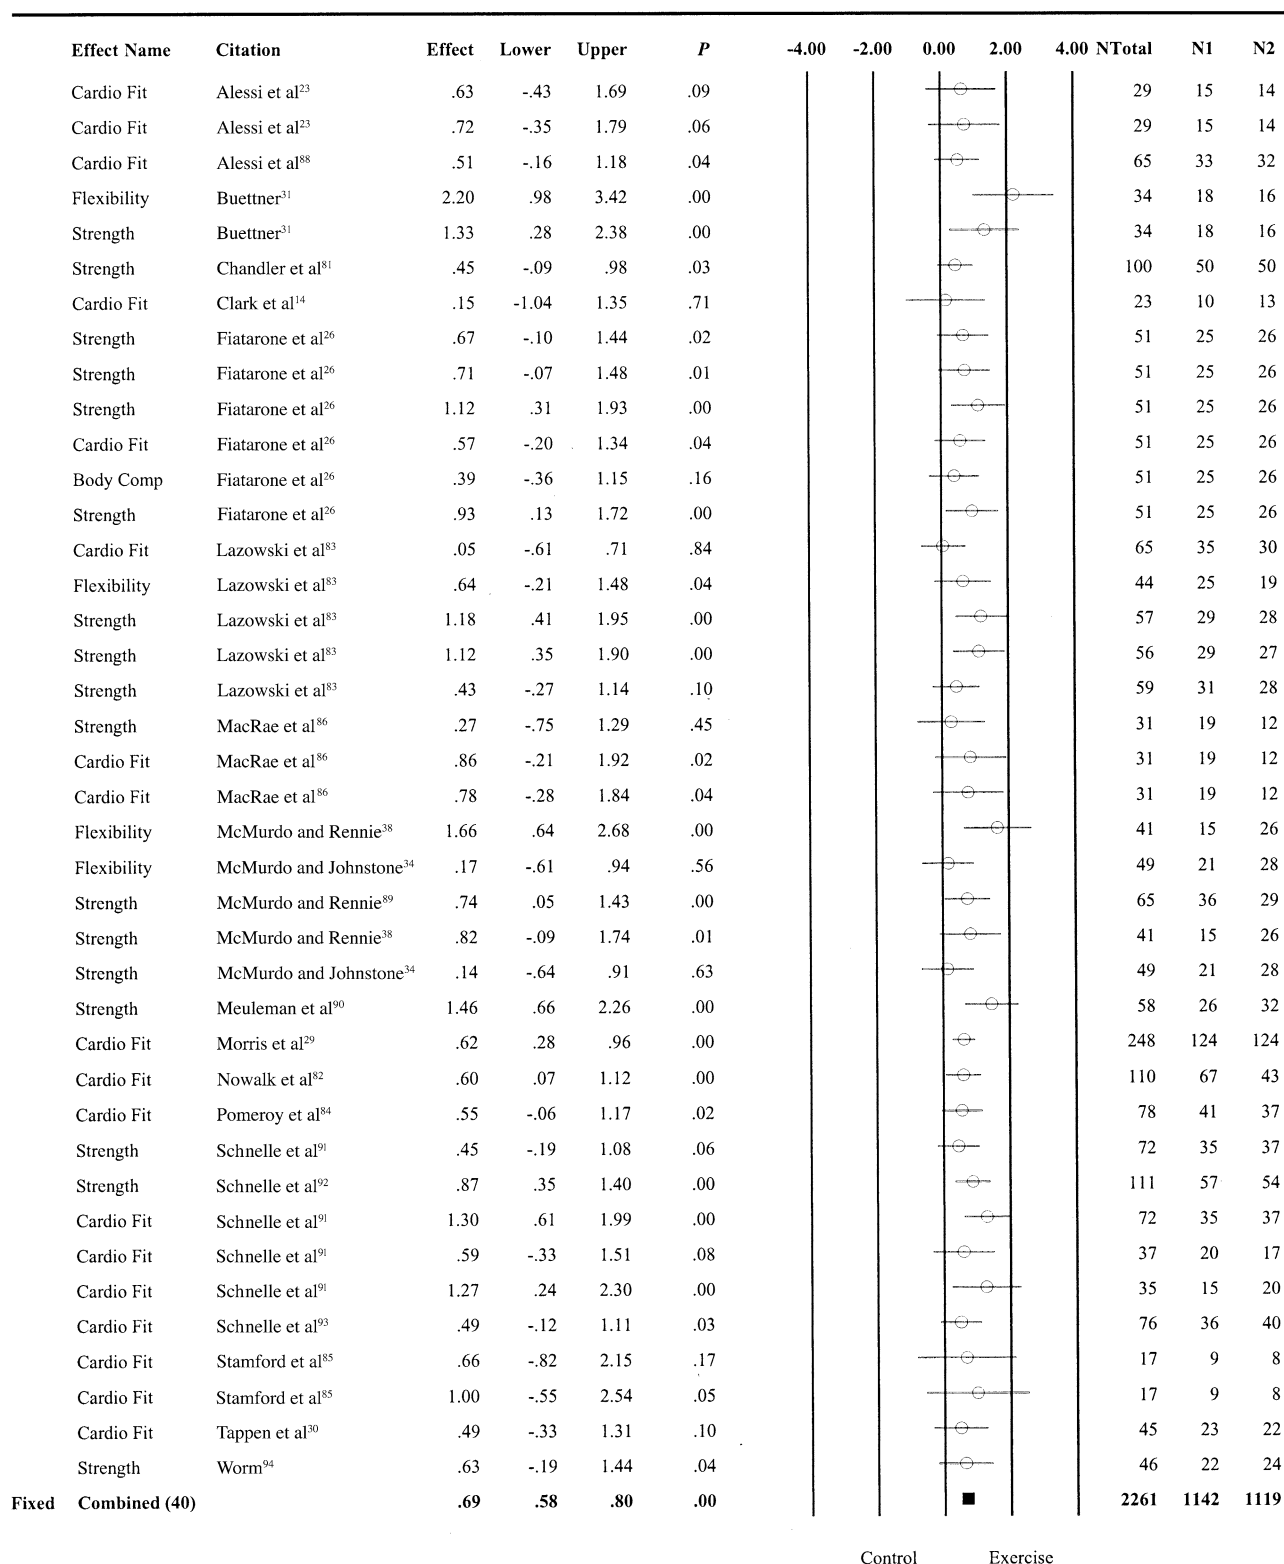 Effect Name Citation Effect Lower Upper P -4.00 -2.00 0.00 2.00 4.00 NTotal N1 N2
Cardio Fit Alessi et al23 .63 -.43 1.69 .09 29 15 14
Cardio Fit Alessi et al23 .72 -.35 1.79 .06 29 15 14
Cardio Fit Alessi et al88 .51 -.16 1.18 .04 65 33 32
Flexibility Buettner31 2.20 .98 3.42 .00 34 18 16
Strength Buettner31 1.33 .28 2.38 .00 34 18 16
Strength Chandler et al81 .45 -.09 .98 .03 100 50 50
Cardio Fit Clark et al14 .15 -1.04 1.35 .71 23 10 13
Strength Fiatarone et al26 .67 -.10 1.44 .02 51 25 26
Strength Fiatarone et al26 .71 -.07 1.48 .01 51 25 26
Strength Fiatarone et al26 1.12 .31 1.93 .00 51 25 26
Cardio Fit Fiatarone et al26 .57 -.20 1.34 .04 51 25 26
Body Comp Fiatarone et al26 .39 -.36 1.15 .16 51 25 26
Strength Fiatarone et al26 .93 .13 1.72 .00 51 25 26
Cardio Fit Lazowski et al83 .05 -.61 .71 .84 65 35 30
Flexibility Lazowski et al83 .64 -.21 1.48 .04 44 25 19
Strength Lazowski et al83 1.18 .41 1.95 .00 57 29 28
Strength Lazowski et al83 1.12 .35 1.90 .00 56 29 27
Strength Lazowski et al83 .43 -.27 1.14 .10 59 31 28
Strength MacRae et al86 .27 -.75 1.29 .45 31 19 12
Cardio Fit MacRae et al86 .86 -.21 1.92 .02 31 19 12
Cardio Fit MacRae et al86 .78 -.28 1.84 .04 31 19 12
Flexibility McMurdo and Rennie38 1.66 .64 2.68 .00 41 15 26
Flexibility McMurdo and Johnstone34 .17 -.61 .94 .56 49 21 28
Strength McMurdo and Rennie89 .74 .05 1.43 .00 65 36 29
Strength McMurdo and Rennie38 .82 -.09 1.74 .01 41 15 26
Strength McMurdo and Johnstone34 .14 -.64 .91 .63 49 21 28
Strength Meuleman et al90 1.46 .66 2.26 .00 58 26 32
Cardio Fit Morris et al29 .62 .28 .96 .00 248 124 124
Cardio Fit Nowalk et al82 .60 .07 1.12 .00 110 67 43
Cardio Fit Pomeroy et al84 .55 -.06 1.17 .02 78 41 37
Strength Schnelle et al91 .45 -.19 1.08 .06 72 35 37
Strength Schnelle et al92 .87 .35 1.40 .00 111 57 54
Cardio Fit Schnelle et al91 1.30 .61 1.99 .00 72 35 37
Cardio Fit Schnelle et al91 .59 -.33 1.51 .08 37 20 17
Cardio Fit Schnelle et al91 1.27 .24 2.30 .00 35 15 20
Cardio Fit Schnelle et al93 .49 -.12 1.11 .03 76 36 40
Cardio Fit Stamford et al85 .66 -.82 2.15 .17 17 9 8
Cardio Fit Stamford et al85 1.00 -.55 2.54 .05 17 9 8
Cardio Fit Tappen et al30 .49 -.33 1.31 .10 45 23 22
Strength Worm94 .63 -.19 1.44 .04 46 22 24
Fixed Combined (40) .69 .58 .80 .00 2261 1142 1119
Control Exercise